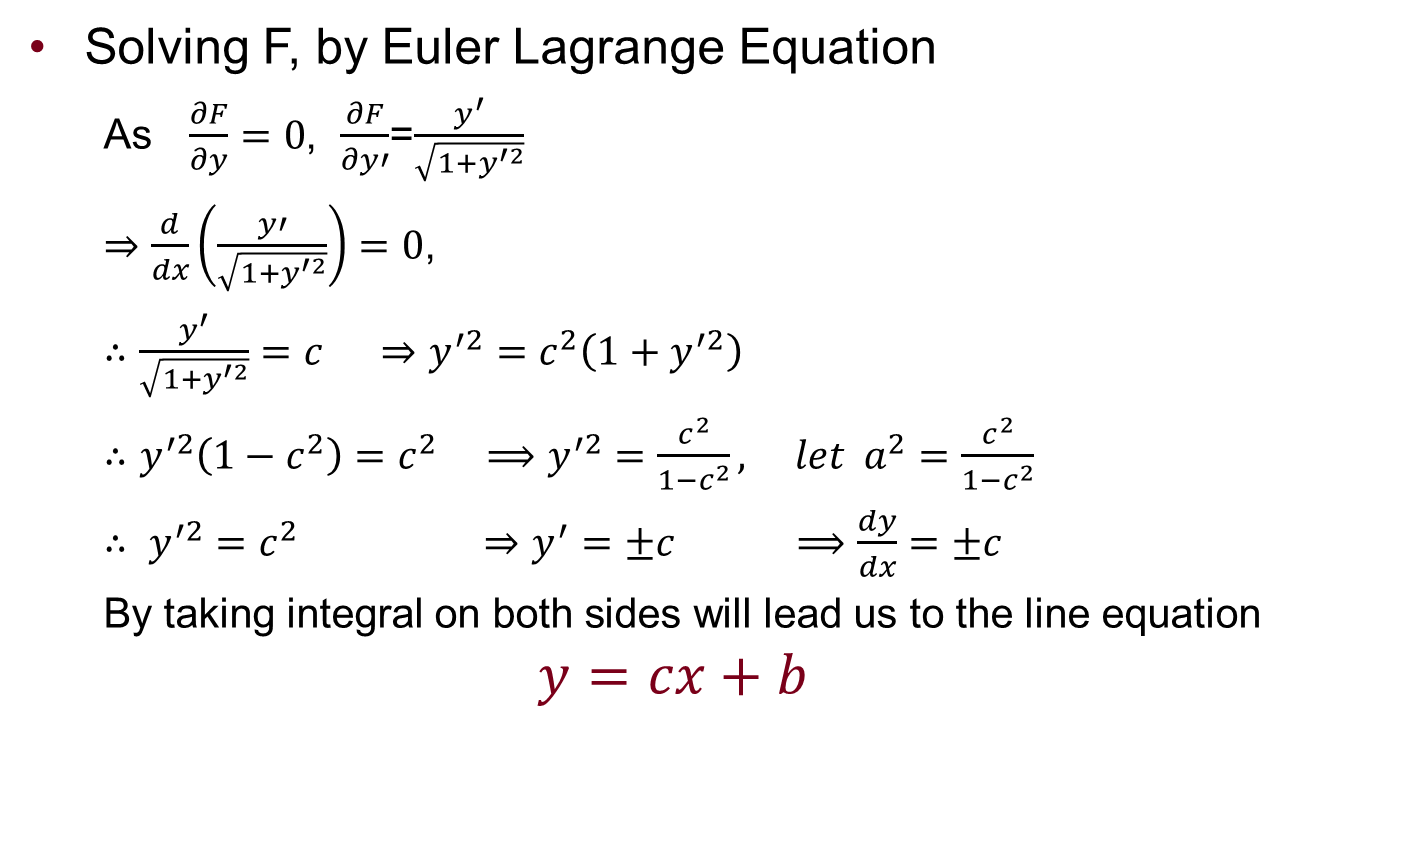 • Solving F, by Euler Lagrange Equation
As ∂F/∂y = 0, ∂F/∂y′=y′/√(1+y′²)
⇒ d/dx (y′/√(1+y′²)) = 0,
∴ y′/√(1+y′²) = c ⇒ y′² = c²(1 + y′²)
∴ y′²(1 − c²) = c² ⟹ y′² = c²/(1−c²), let a² = c²/(1−c²)
∴ y′² = c² ⇒ y′ = ±c ⟹ dy/dx = ±c
By taking integral on both sides will lead us to the line equation
y = cx + b